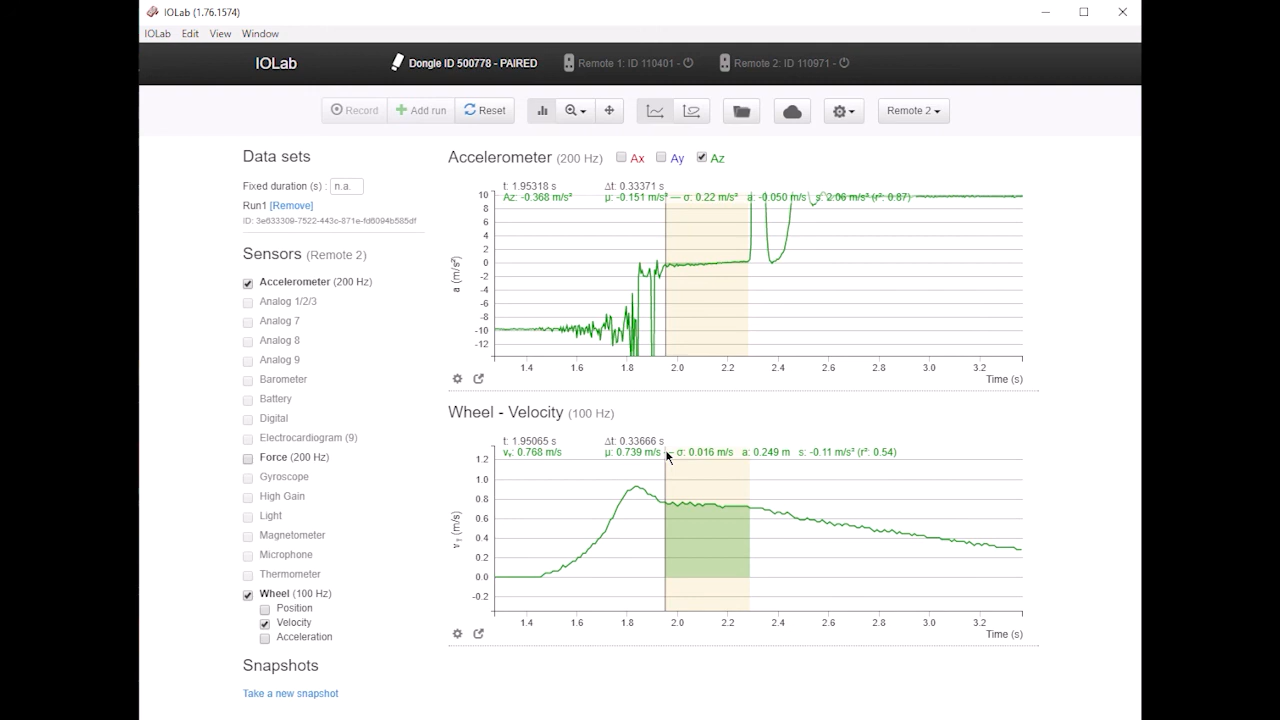 IOLab (1.76.1574)
IOLab Edit View Window
IOLab Dongle ID 500778 - PAIRED Remote 1: ID 110401 - Remote 2: ID 110971 -
Record Add run Reset Remote 2
Data sets
Fixed duration (s) : n.a.
Run1 [Remove]
ID: 3e633309-7522-443c-871e-fd6094b585df
Sensors (Remote 2)
Accelerometer (200 Hz)
Analog 1/2/3
Analog 7
Analog 8
Analog 9
Barometer
Battery
Digital
Electrocardiogram (9)
Force (200 Hz)
Gyroscope
High Gain
Light
Magnetometer
Microphone
Thermometer
Wheel (100 Hz)
Position
Velocity
Acceleration
Snapshots
Take a new snapshot
Accelerometer (200 Hz) Ax Ay Az
t: 1.95318 s Δt: 0.33371 s
Az: -0.368 m/s² μ: -0.151 m/s² — σ: 0.22 m/s² a: -0.050 m/s s: 2.06 m/s³ (r²: 0.87)
10
8
6
4
2
0
-2
-4
-6
-8
-10
-12
a (m/s²)
1.4 1.6 1.8 2.0 2.2 2.4 2.6 2.8 3.0 3.2
Time (s)
Wheel - Velocity (100 Hz)
t: 1.95065 s Δt: 0.33666 s
vᵧ: 0.768 m/s μ: 0.739 m/s — σ: 0.016 m/s a: 0.249 m s: -0.11 m/s² (r²: 0.54)
1.2
1.0
0.8
0.6
0.4
0.2
0.0
-0.2
vᵧ (m/s)
1.4 1.6 1.8 2.0 2.2 2.4 2.6 2.8 3.0 3.2
Time (s)